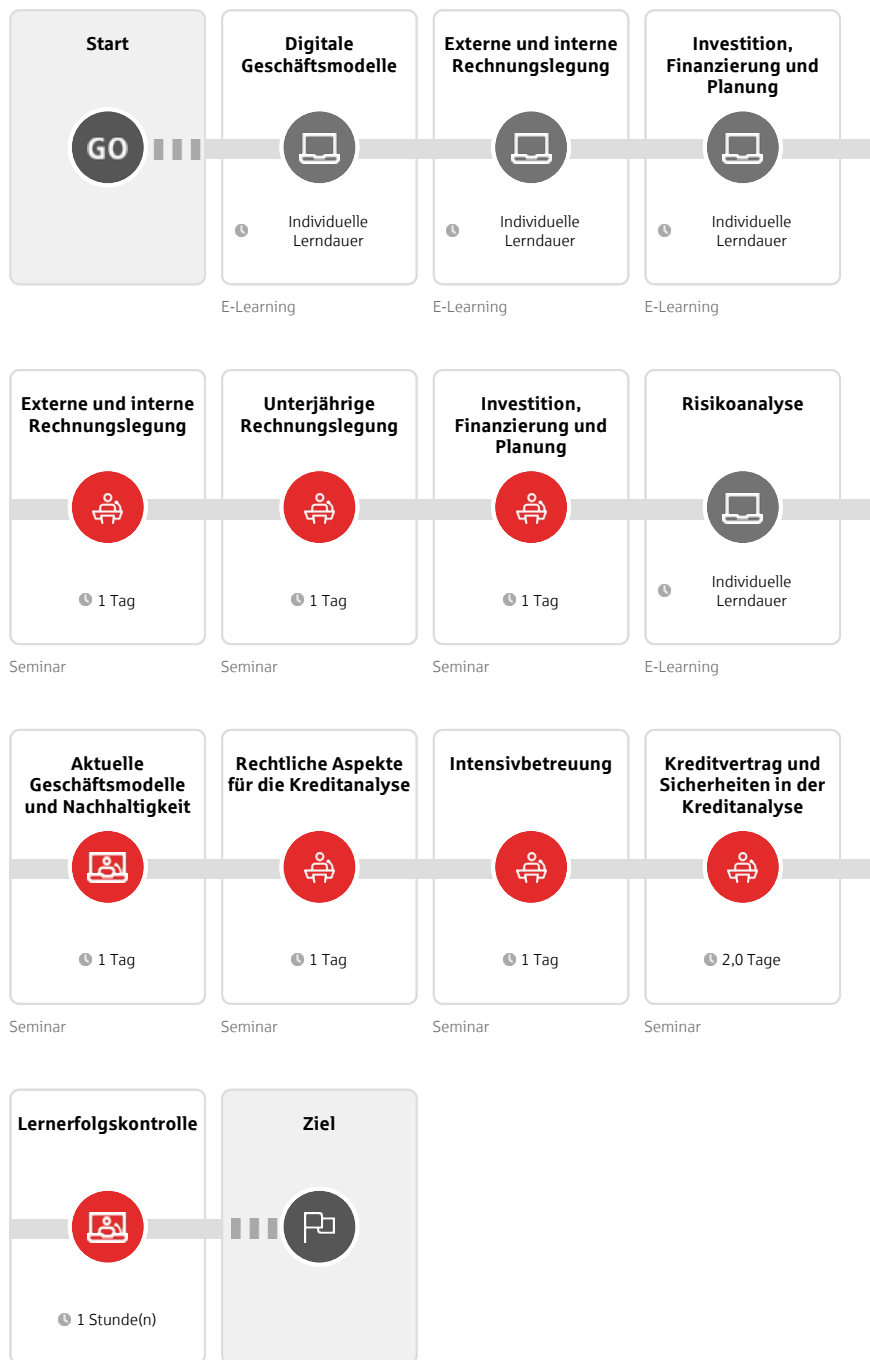 Start
GO
Digitale
Geschäftsmodelle
Individuelle
Lerndauer
E-Learning
Externe und interne
Rechnungslegung
Individuelle
Lerndauer
E-Learning
Investition,
Finanzierung und
Planung
Individuelle
Lerndauer
E-Learning
Externe und interne
Rechnungslegung
1 Tag
Seminar
Unterjährige
Rechnungslegung
1 Tag
Seminar
Investition,
Finanzierung und
Planung
1 Tag
Seminar
Risikoanalyse
Individuelle
Lerndauer
E-Learning
Aktuelle
Geschäftsmodelle
und Nachhaltigkeit
1 Tag
Seminar
Rechtliche Aspekte
für die Kreditanalyse
1 Tag
Seminar
Intensivbetreuung
1 Tag
Seminar
Kreditvertrag und
Sicherheiten in der
Kreditanalyse
2,0 Tage
Seminar
Lernerfolgskontrolle
1 Stunde(n)
Ziel